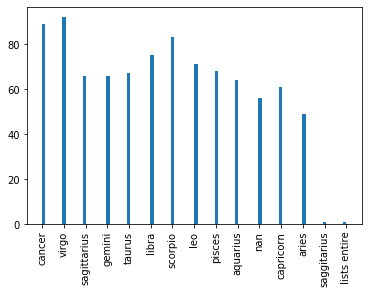 80
60
40
20
0
cancer
virgo
sagittarius
gemini
taurus
libra
scorpio
leo
pisces
aquarius
nan
capricorn
aries
saggitarius
lists entire